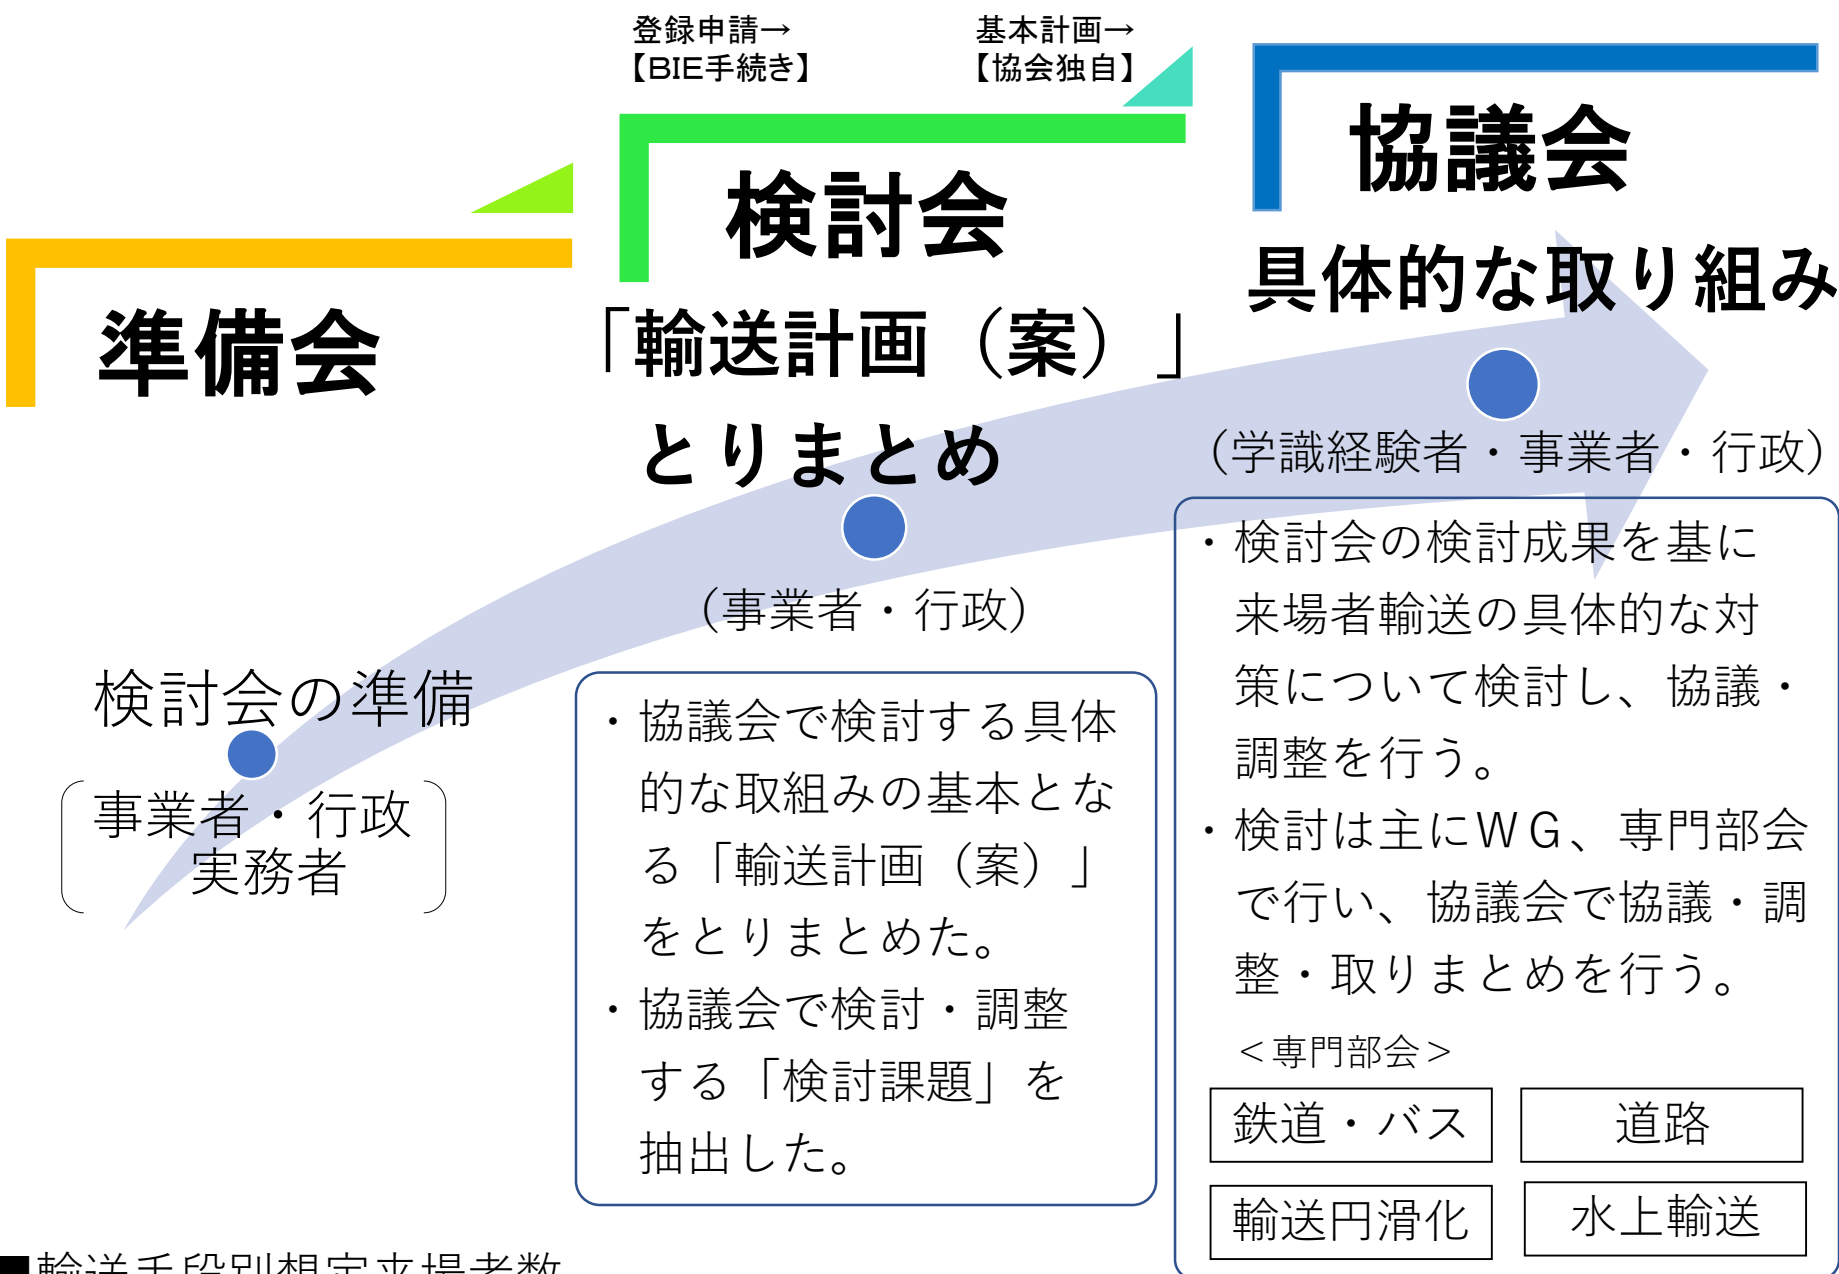 登録申請→
【BIE手続き】
基本計画→
【協会独自】
準備会
検討会の準備
事業者・行政
実務者
検討会
「輸送計画（案）」
とりまとめ
（事業者・行政）
・協議会で検討する具体
的な取組みの基本とな
る「輸送計画（案）」
をとりまとめた。
・協議会で検討・調整
する「検討課題」を
抽出した。
協議会
具体的な取り組み
（学識経験者・事業者・行政）
・検討会の検討成果を基に
来場者輸送の具体的な対
策について検討し、協議・
調整を行う。
・検討は主にＷＧ、専門部会
で行い、協議会で協議・調
整・取りまとめを行う。
＜専門部会＞
鉄道・バス
道路
輸送円滑化
水上輸送
■輸送手段別想定来場者数